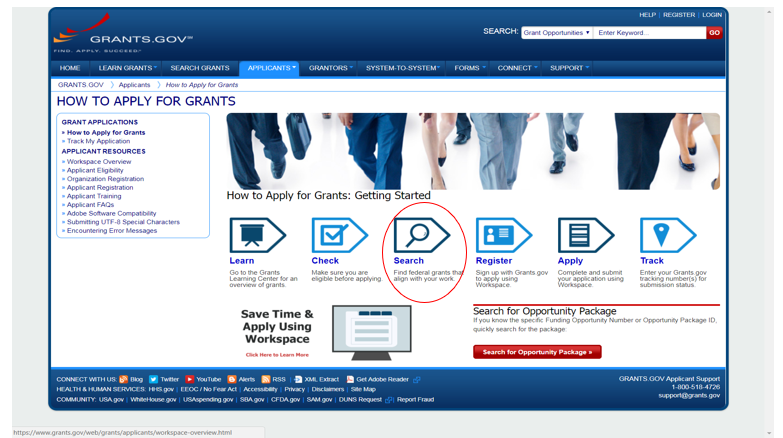 HELP | REGISTER | LOGIN
GRANTS.GOV℠
FIND. APPLY. SUCCEED.℠
SEARCH: Grant Opportunities ▼ Enter Keyword... GO
HOME LEARN GRANTS SEARCH GRANTS APPLICANTS GRANTORS SYSTEM-TO-SYSTEM FORMS CONNECT SUPPORT
GRANTS.GOV 〉 Applicants 〉 How to Apply for Grants
HOW TO APPLY FOR GRANTS
GRANT APPLICATIONS
» How to Apply for Grants
» Track My Application
APPLICANT RESOURCES
» Workspace Overview
» Applicant Eligibility
» Organization Registration
» Applicant Registration
» Applicant Training
» Applicant FAQs
» Adobe Software Compatibility
» Submitting UTF-8 Special Characters
» Encountering Error Messages
How to Apply for Grants: Getting Started
Learn
Go to the Grants
Learning Center for an
overview of grants.
Check
Make sure you are
eligible before applying.
Search
Find federal grants that
align with your work.
Register
Sign up with Grants.gov
to apply using
Workspace.
Apply
Complete and submit
your application using
Workspace.
Track
Enter your Grants.gov
tracking number(s) for
submission status.
Save Time &
Apply Using
Workspace
Click Here to Learn More
Search for Opportunity Package
If you know the specific Funding Opportunity Number or Opportunity Package ID,
quickly search for the package:
Search for Opportunity Package »
CONNECT WITH US: Blog Twitter YouTube Alerts RSS | XML Extract Get Adobe Reader
HEALTH & HUMAN SERVICES: HHS.gov | EEOC / No Fear Act | Accessibility | Privacy | Disclaimers | Site Map
COMMUNITY: USA.gov | WhiteHouse.gov | USAspending.gov | SBA.gov | CFDA.gov | SAM.gov | DUNS Request | Report Fraud
GRANTS.GOV Applicant Support
1-800-518-4726
support@grants.gov
https://www.grants.gov/web/grants/applicants/workspace-overview.html